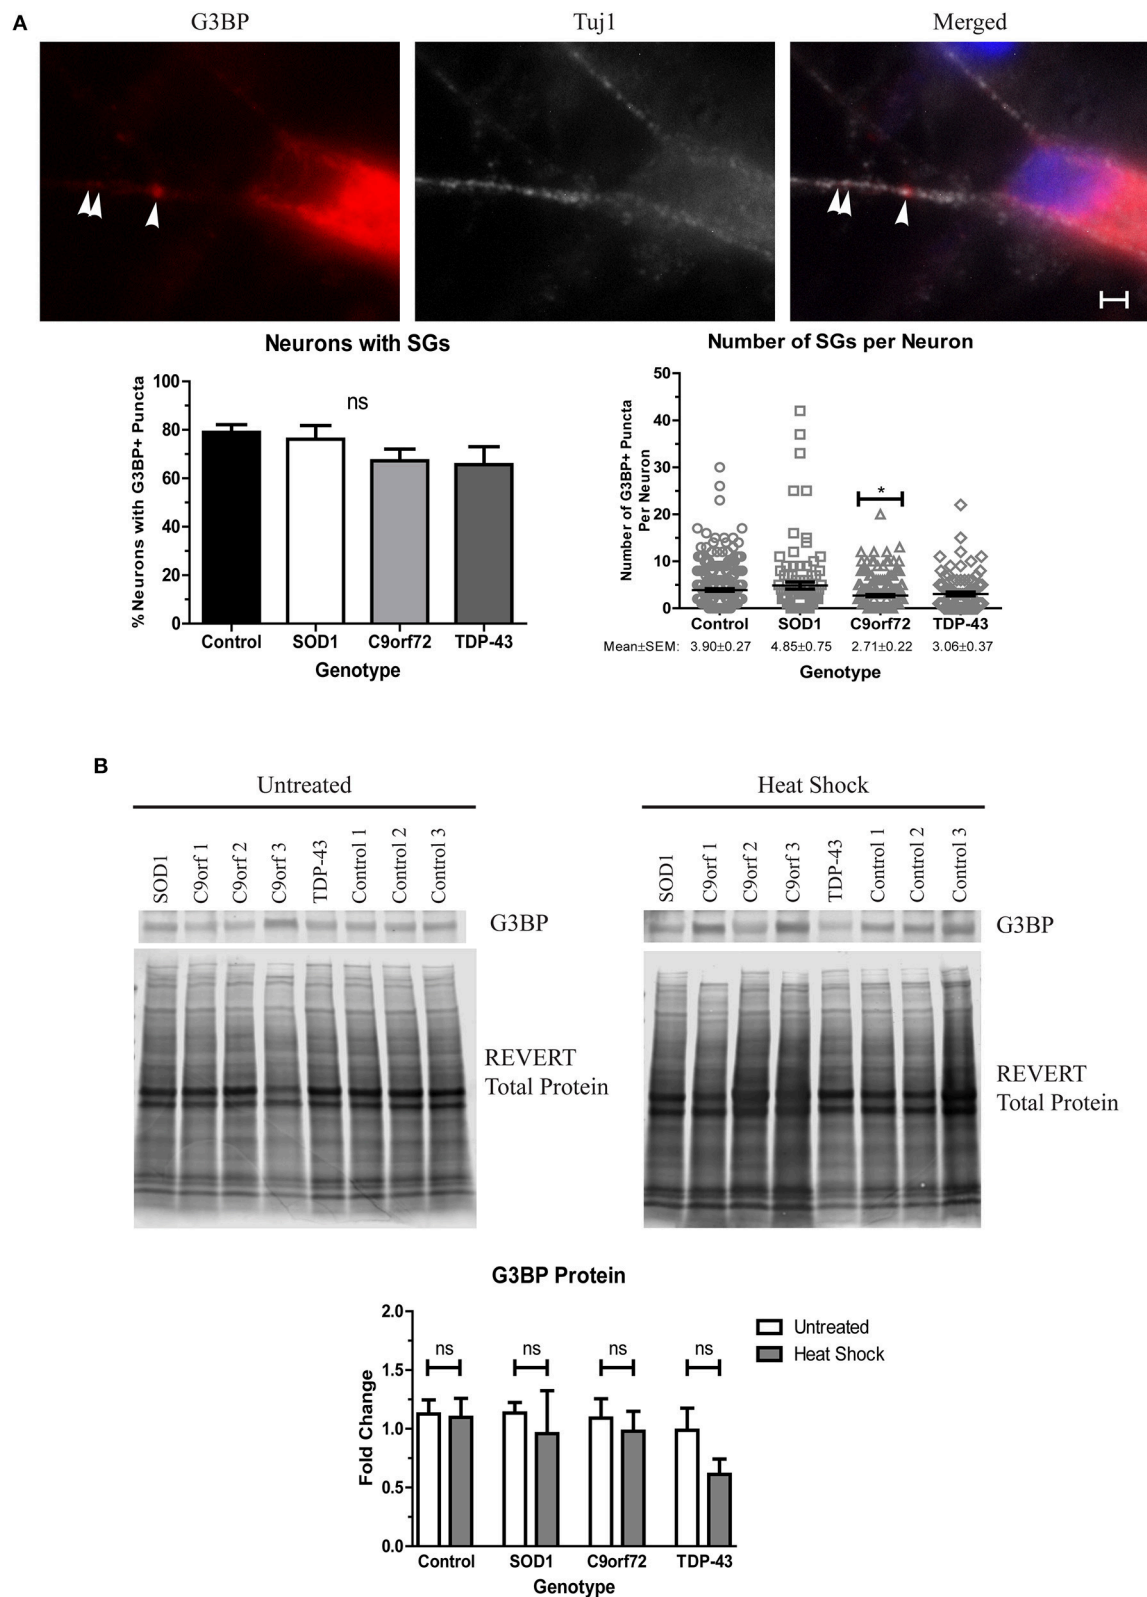 A
G3BP
Tuj1
Merged
Neurons with SGs
% Neurons with G3BP+ Puncta
100
80
60
40
20
0
ns
Control
SOD1
C9orf72
TDP-43
Genotype
Number of SGs per Neuron
Number of G3BP+ Puncta
Per Neuron
50
40
30
20
10
0
*
Control
SOD1
C9orf72
TDP-43
Mean±SEM: 3.90±0.27 4.85±0.75 2.71±0.22 3.06±0.37
Genotype
B
Untreated
SOD1
C9orf 1
C9orf 2
C9orf 3
TDP-43
Control 1
Control 2
Control 3
G3BP
REVERT
Total Protein
Heat Shock
SOD1
C9orf 1
C9orf 2
C9orf 3
TDP-43
Control 1
Control 2
Control 3
G3BP
REVERT
Total Protein
G3BP Protein
Fold Change
2.0
1.5
1.0
0.5
0.0
ns
ns
ns
ns
Untreated
Heat Shock
Control
SOD1
C9orf72
TDP-43
Genotype